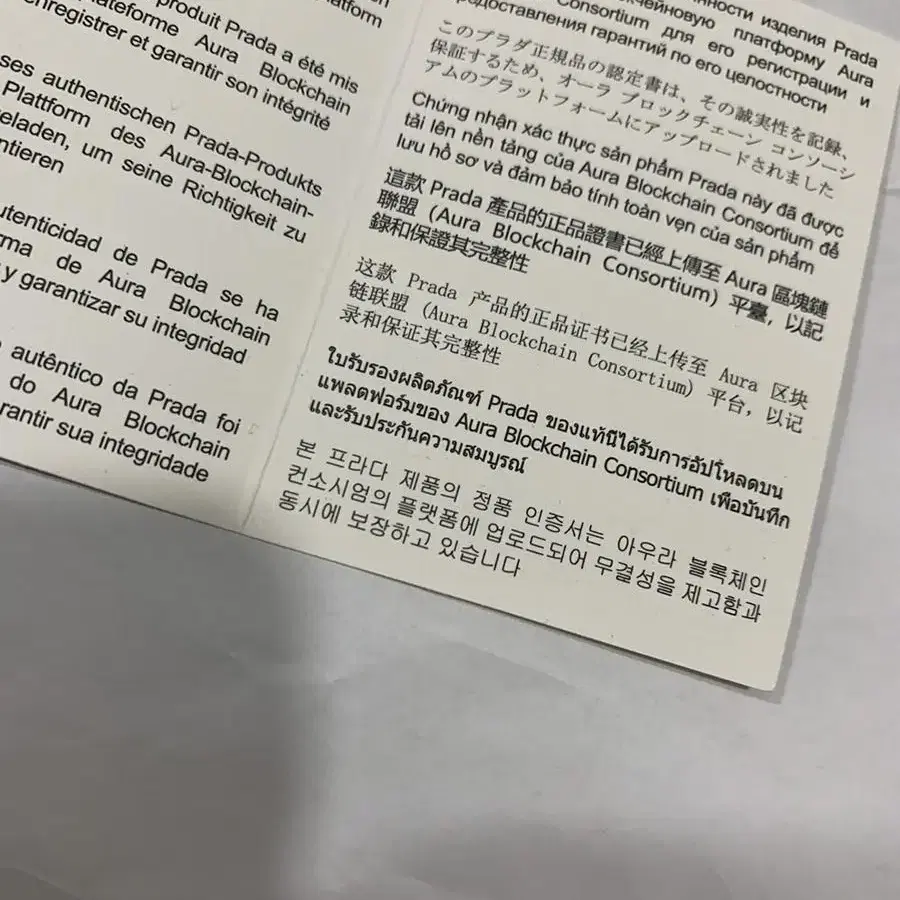 produit Prada a été mis
plateforme Aura Blockchain
enregistrer et garantir son intégrité
authentischen Prada-Produkts
Plattform des Aura-Blockchain-
um seine Richtigkeit zu
de Prada se ha
de Aura Blockchain
y garantizar su integridad
autêntico da Prada foi
do Aura Blockchain
sua integridade
изделия Prada
платформу Aura
Consortium для его регистрации и
гарантий по его целостности
このプラダ正規品の認定書は、その誠実性を記録、
保証するため、オーラ ブロックチェーン コンソーシ
アムのプラットフォームにアップロードされました
Chứng nhận xác thực sản phẩm Prada này đã được
tải lên nền tảng của Aura Blockchain Consortium để
lưu hồ sơ và đảm bảo tính toàn vẹn của sản phẩm
這款 Prada 產品的正品證書已經上傳至 Aura 區塊鏈
聯盟（Aura Blockchain Consortium）平臺，以記
錄和保證其完整性
这款 Prada 产品的正品证书已经上传至 Aura 区块
链联盟（Aura Blockchain Consortium）平台，以记
录和保证其完整性
ใบรับรองผลิตภัณฑ์ Prada ของแท้นี้ได้รับการอัปโหลดบน
แพลตฟอร์มของ Aura Blockchain Consortium เพื่อบันทึก
และรับประกันความสมบูรณ์
본 프라다 제품의 정품 인증서는 아우라 블록체인
컨소시엄의 플랫폼에 업로드되어 무결성을 제고함과
동시에 보장하고 있습니다